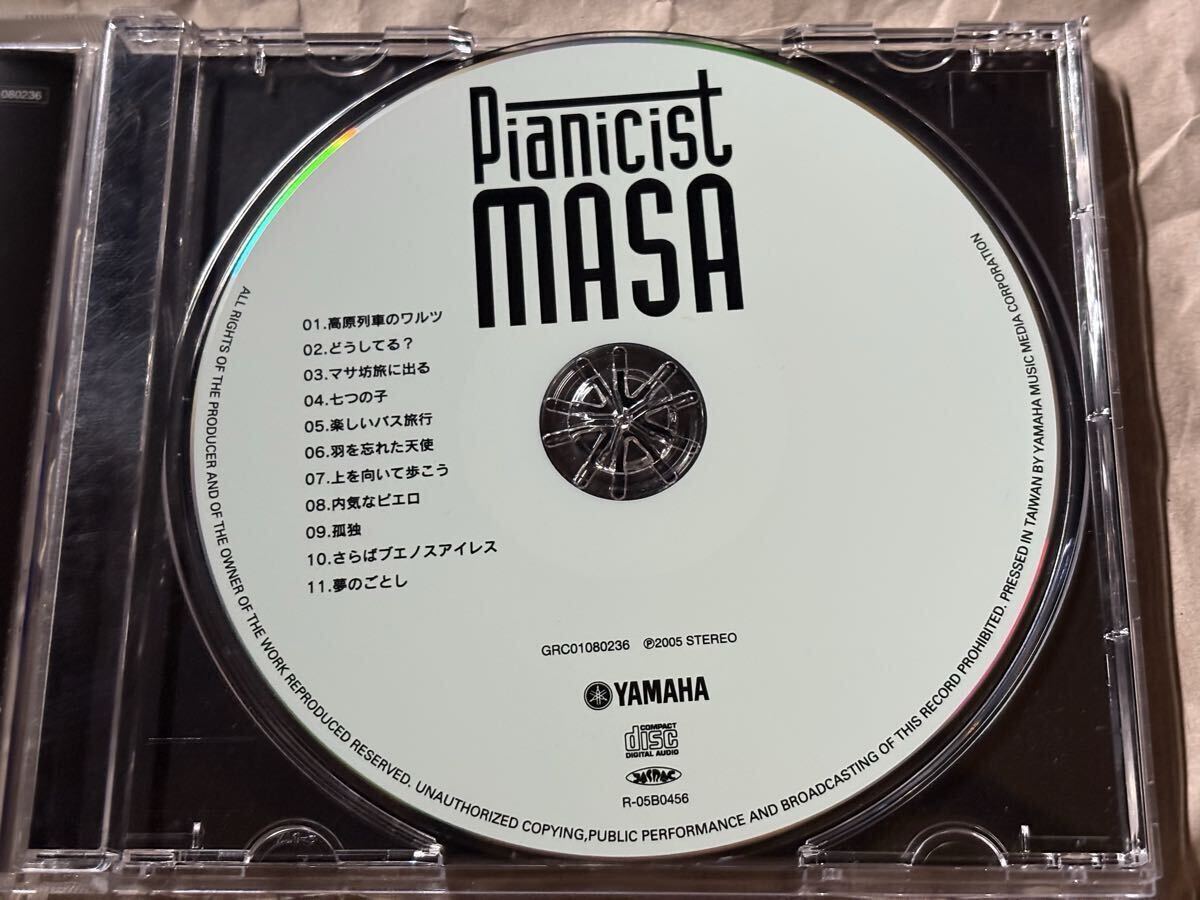 080236
Pianicist
MASA
01.高原列車のワルツ
02.どうしてる？
03.マサ坊旅に出る
04.七つの子
05.楽しいバス旅行
06.羽を忘れた天使
07.上を向いて歩こう
08.内気なピエロ
09.孤独
10.さらばブエノスアイレス
11.夢のごとし
GRC01080236 ℗2005 STEREO
YAMAHA
COMPACT
disc
DIGITAL AUDIO
JASRAC
R-05B0456
ALL RIGHTS OF THE PRODUCER AND OF THE OWNER OF THE WORK REPRODUCED RESERVED. UNAUTHORIZED COPYING,PUBLIC PERFORMANCE AND BROADCASTING OF THIS RECORD PROHIBITED. PRESSED IN TAIWAN BY YAMAHA MUSIC MEDIA CORPORATION